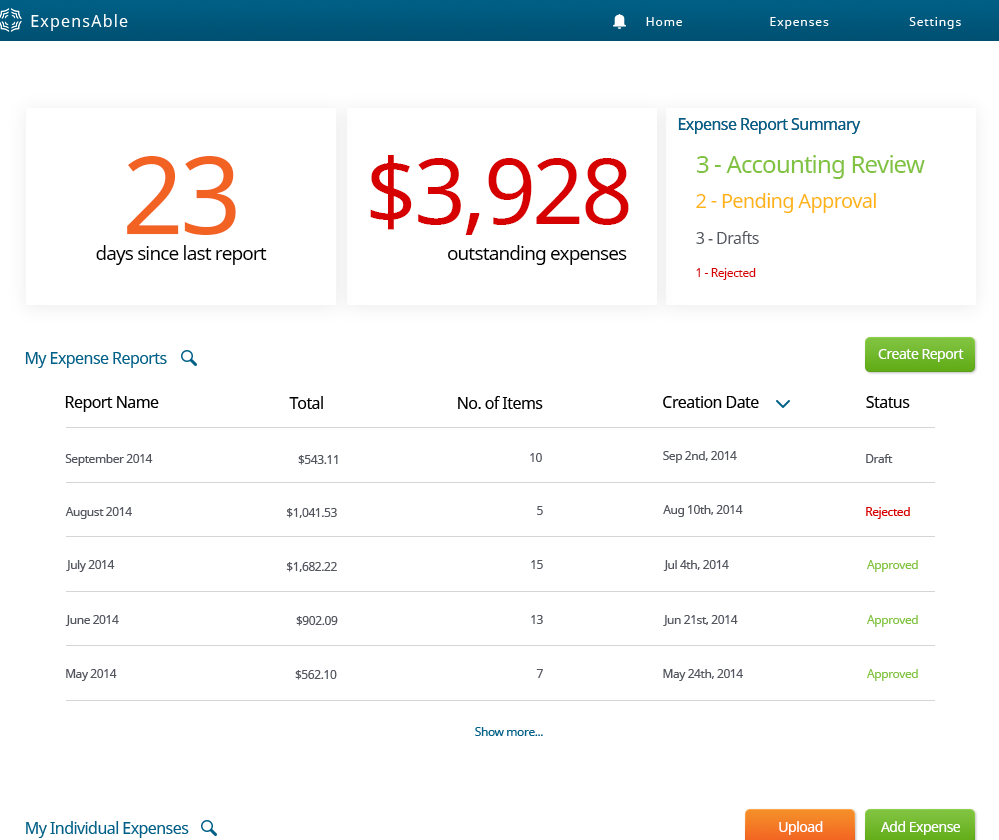 ExpensAble Home Expenses Settings
23
days since last report
$3,928
outstanding expenses
Expense Report Summary
3 - Accounting Review
2 - Pending Approval
3 - Drafts
1 - Rejected
My Expense Reports Create Report
Report Name Total No. of Items Creation Date Status
September 2014 $543.11 10 Sep 2nd, 2014 Draft
August 2014 $1,041.53 5 Aug 10th, 2014 Rejected
July 2014 $1,682.22 15 Jul 4th, 2014 Approved
June 2014 $902.09 13 Jun 21st, 2014 Approved
May 2014 $562.10 7 May 24th, 2014 Approved
Show more...
My Individual Expenses Upload Add Expense